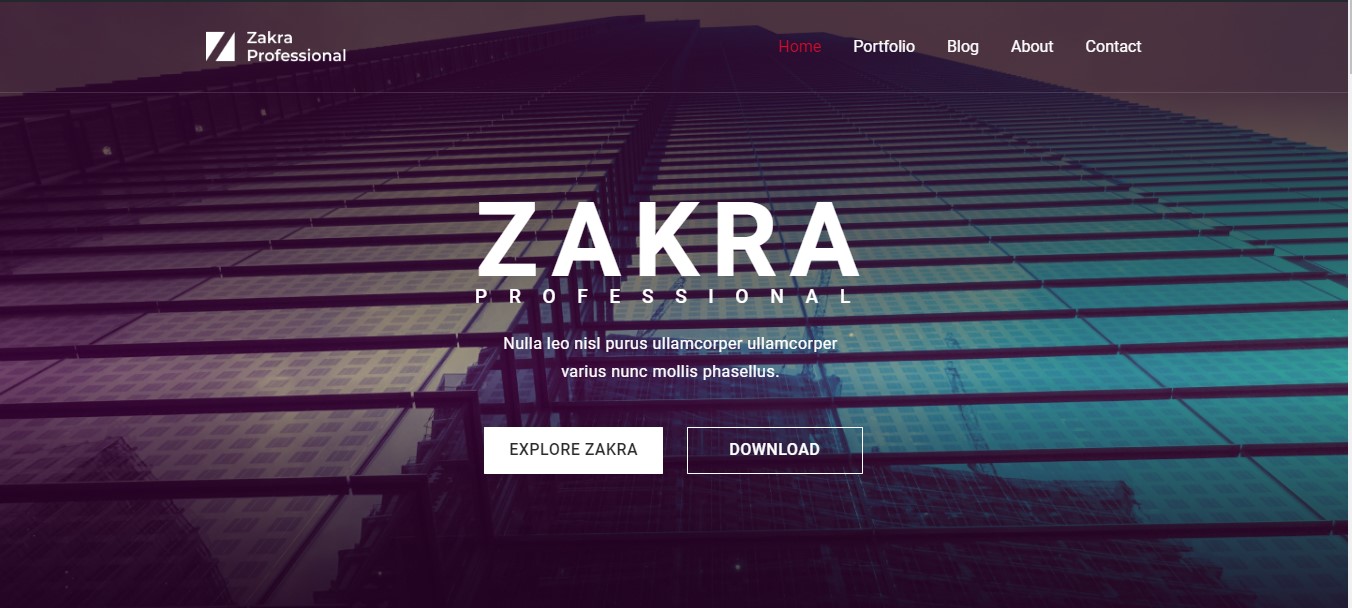 Zakra
Professional
Home Portfolio Blog About Contact
ZAKRA
PROFESSIONAL
Nulla leo nisl purus ullamcorper ullamcorper
varius nunc mollis phasellus.
EXPLORE ZAKRA DOWNLOAD